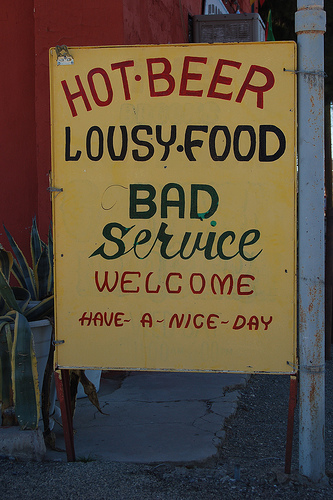 HOT·BEER
LOUSY·FOOD
BAD
Service
WELCOME
HAVE-A-NICE-DAY